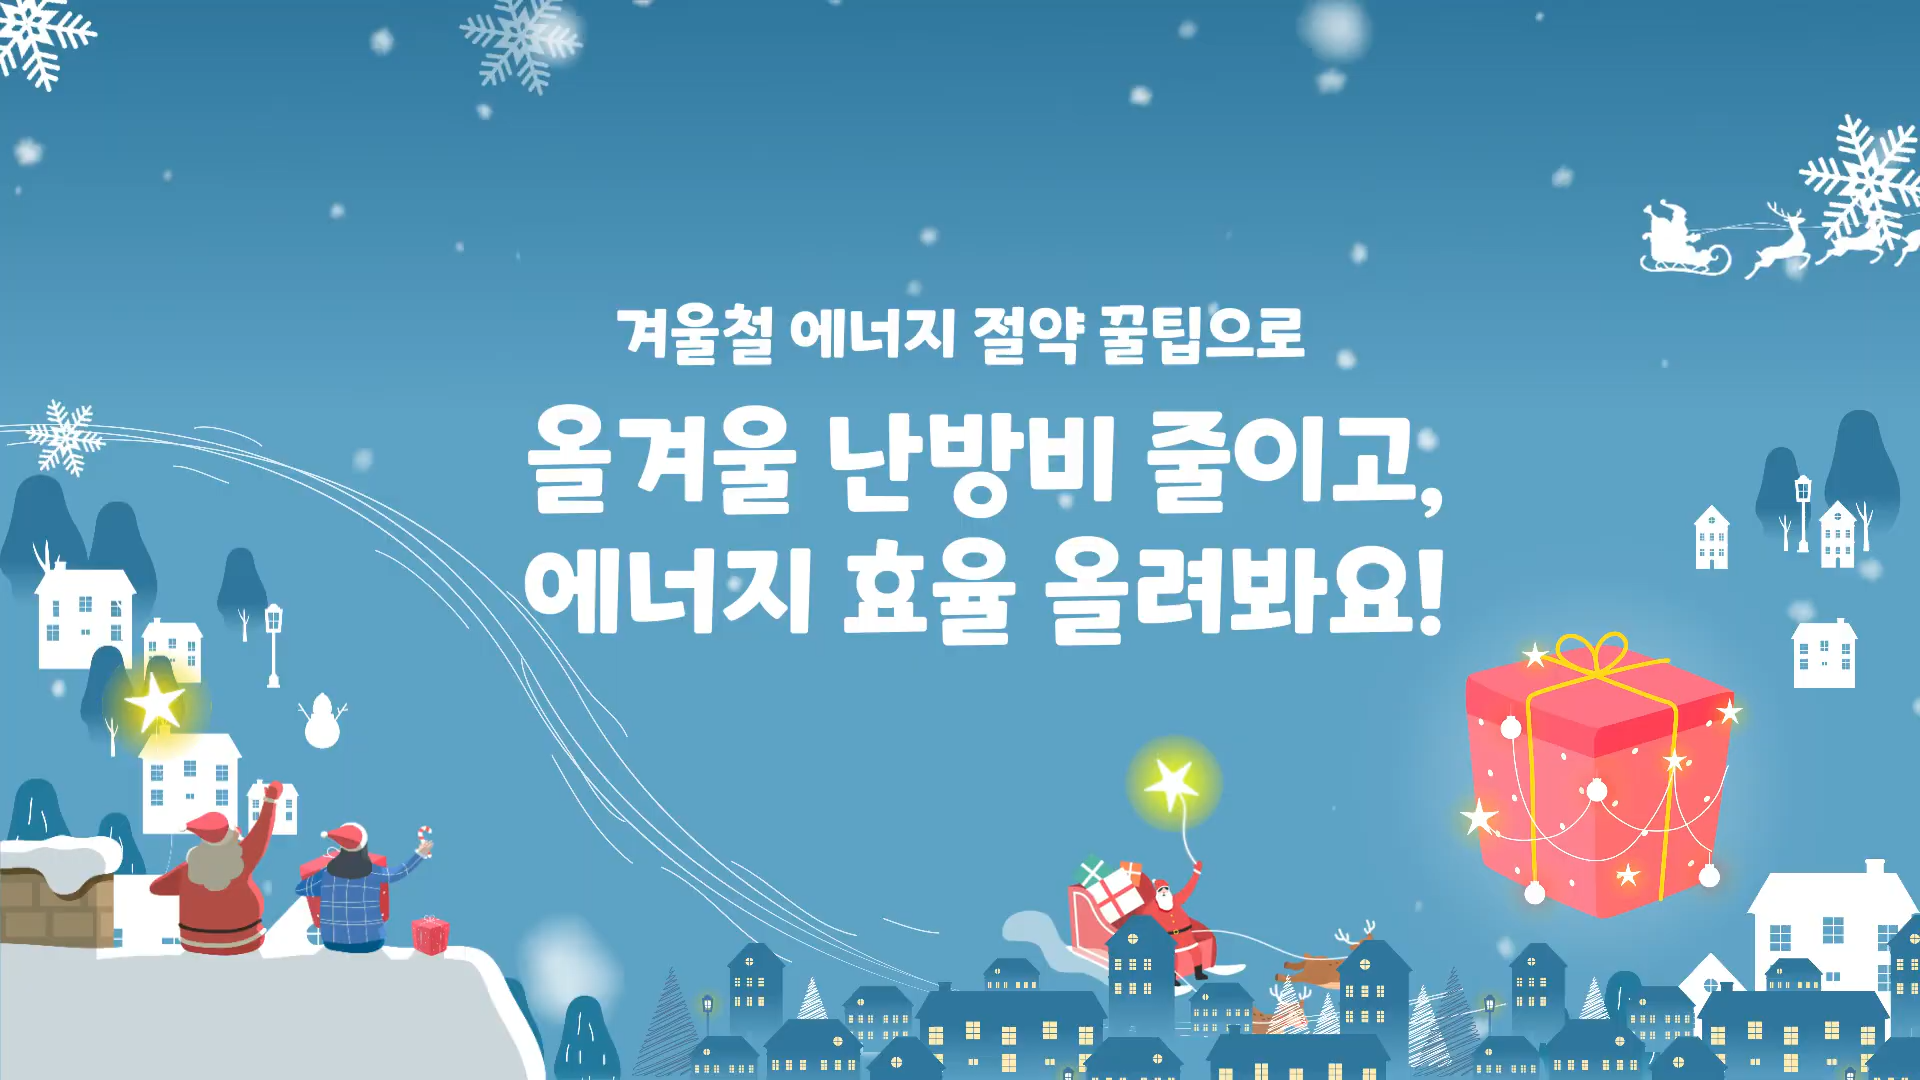 겨울철 에너지 절약 꿀팁으로
올겨울 난방비 줄이고,
에너지 효율 올려봐요!